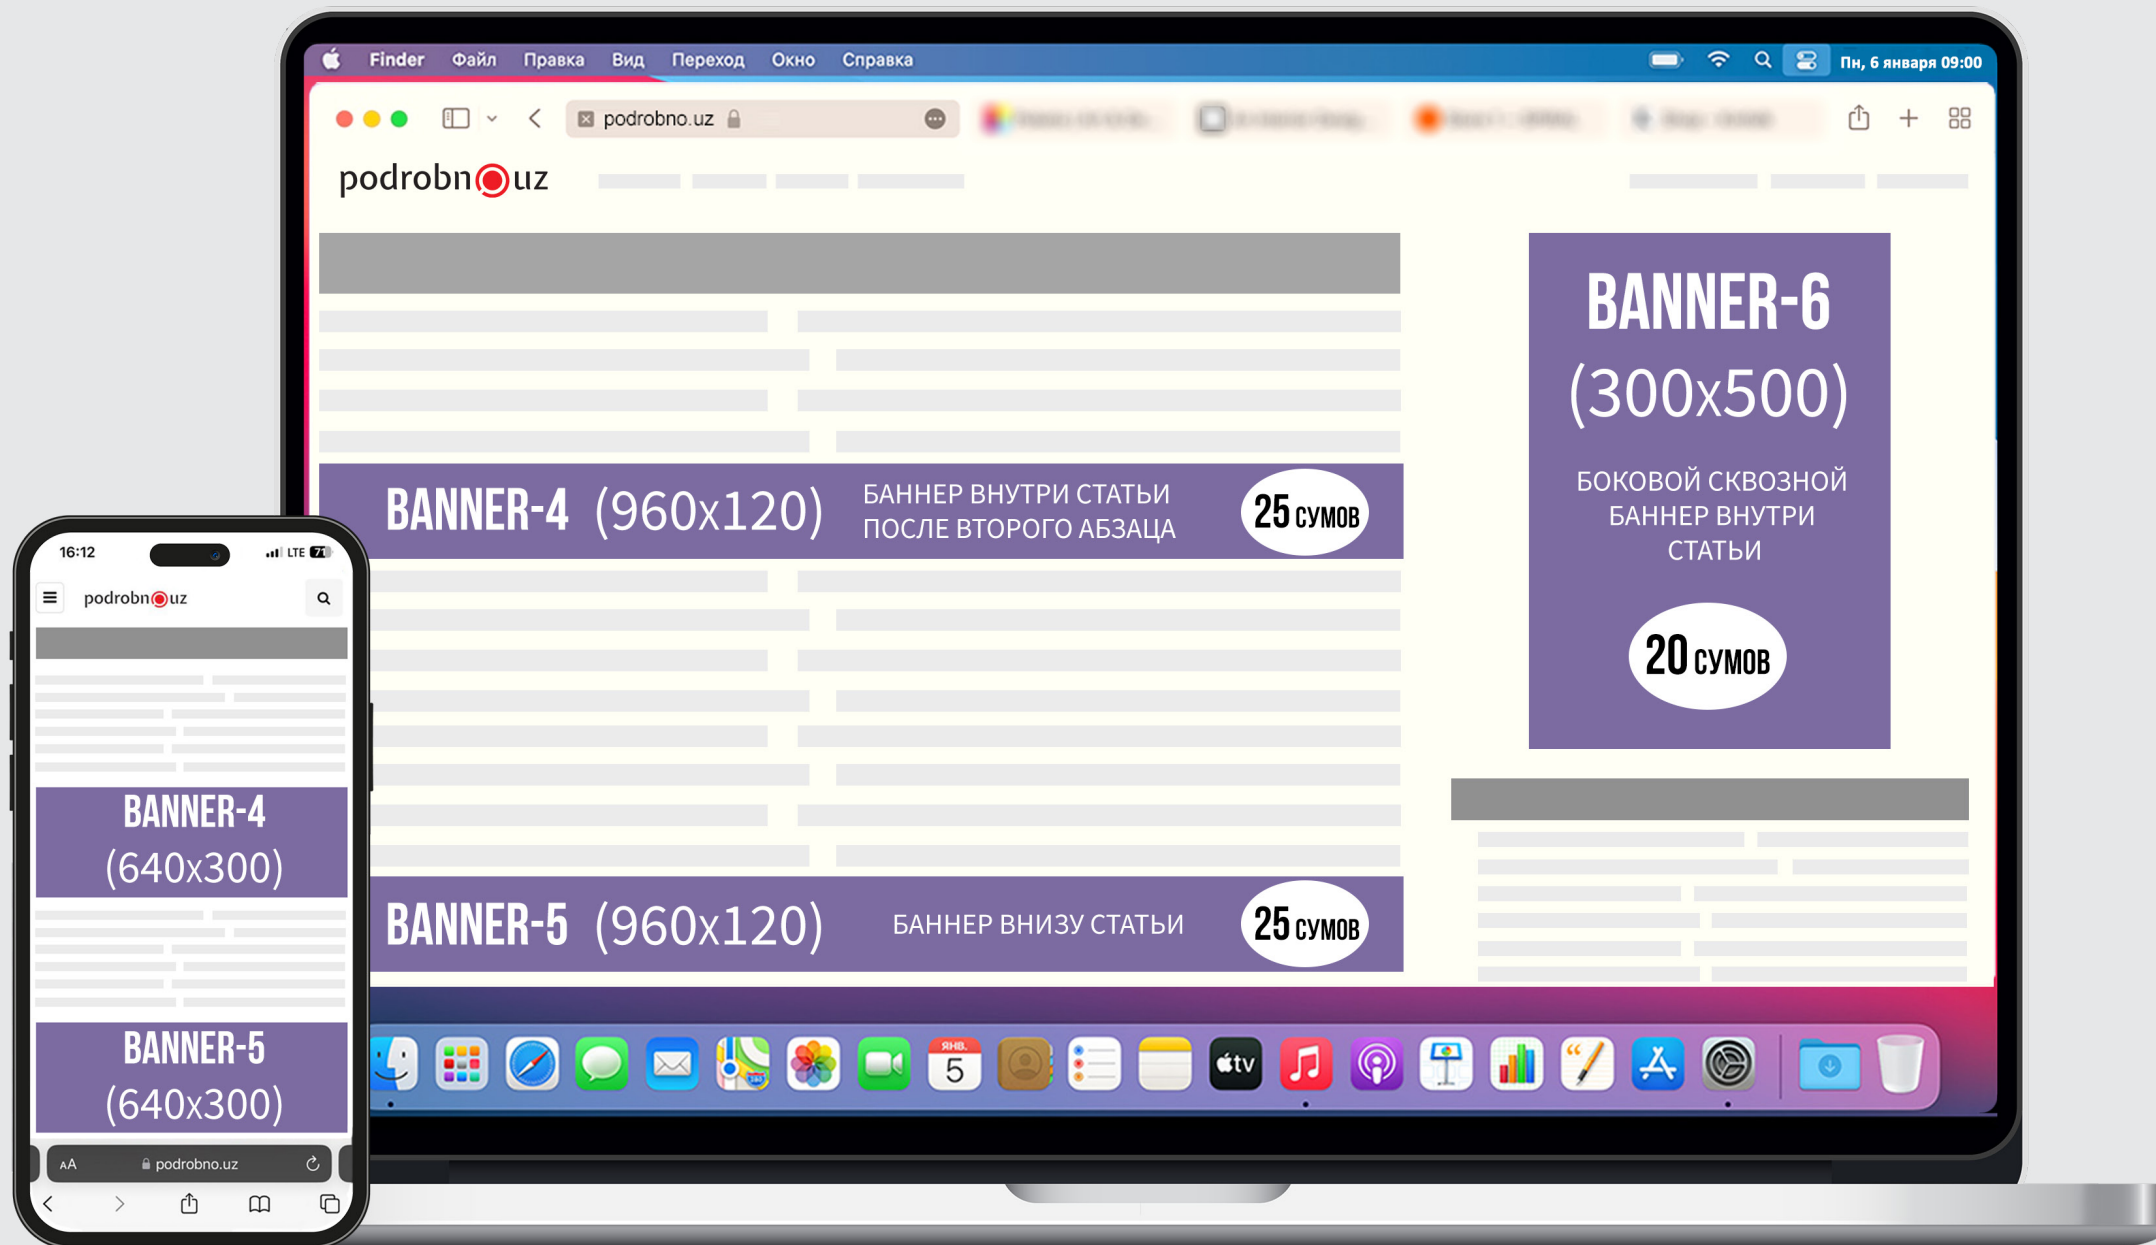 Finder Файл Правка Вид Переход Окно Справка
Пн, 6 января 09:00
podrobno.uz
podrobno uz
BANNER-4 (960x120)
БАННЕР ВНУТРИ СТАТЬИ
ПОСЛЕ ВТОРОГО АБЗАЦА
25 СУМОВ
BANNER-5 (960x120)
БАННЕР ВНИЗУ СТАТЬИ
25 СУМОВ
BANNER-6
(300x500)
БОКОВОЙ СКВОЗНОЙ
БАННЕР ВНУТРИ
СТАТЬИ
20 СУМОВ
ЯНВ.
5
tv
16:12
LTE 71
podrobno uz
BANNER-4
(640x300)
BANNER-5
(640x300)
AA
podrobno.uz